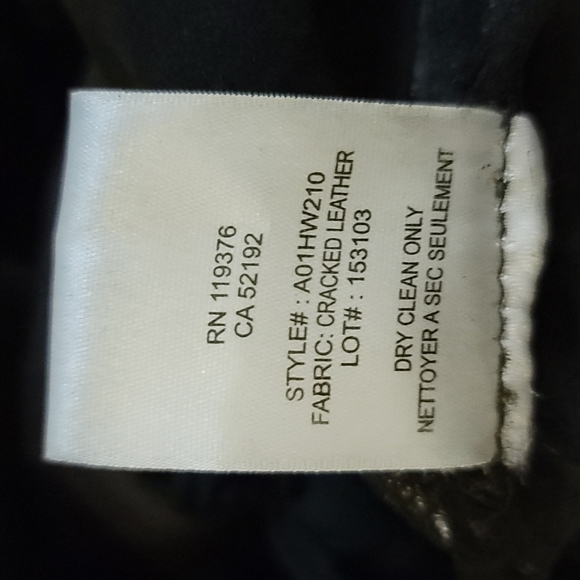 RN 119376
CA 52192
STYLE# : A01HW210
FABRIC: CRACKED LEATHER
LOT# : 153103
DRY CLEAN ONLY
NETTOYER A SEC SEULEMENT